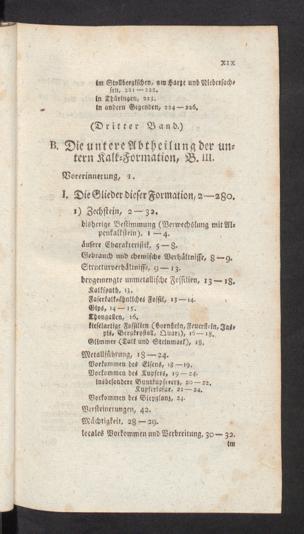 XIX
im Stollbergischen, am Harze und Niedersach-
sen, 221—222.
in Thüringen, 223.
in andern Gegenden, 224—226.
(Dritter Band.)
B. Die untere Abtheilung der un-
tern Kalk-Formation, B. III.
Vorerinnerung, 1.
I. Die Glieder dieser Formation, 2—280.
1) Zechstein, 2—32.
bisherige Bestimmung (Verwechslung mit Al-
penkalkstein), 1—4.
äußere Charakteristik, 5—8.
Gebrauch und chemische Verhältnisse, 8—9.
Strukturverhältnisse, 9—13.
beygemengte unmetallische Fossilien, 13—18.
Kalkspath, 13.
Faserkalkähnliches Fossil, 13—14.
Gips, 14—15.
Thongallen, 16.
kieselartige Fossilien (Hornstein, Feuerstein, Jas-
pis, Bergkrystall, Quarz), 16—18.
Glimmer (Talk und Steinmark), 18.
Metallführung, 18—24.
Vorkommen des Eisens, 18—19.
Vorkommen des Kupfers, 19—24.
insbesondere Buntkupfererz, 20—22.
Kupferlasur, 22—24.
Vorkommen des Bleyglanz, 24.
Versteinerungen, 42.
Mächtigkeit, 28—29.
locales Vorkommen und Verbreitung, 30—32.
im